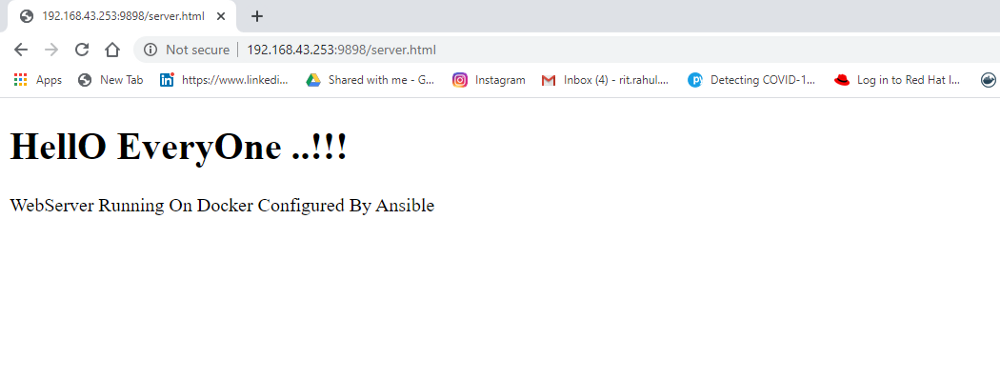 192.168.43.253:9898/server.html
Not secure 192.168.43.253:9898/server.html
Apps New Tab https://www.linkedi... Shared with me - G... Instagram Inbox (4) - rit.rahul.... Detecting COVID-1... Log in to Red Hat I...
HellO EveryOne ..!!!
WebServer Running On Docker Configured By Ansible